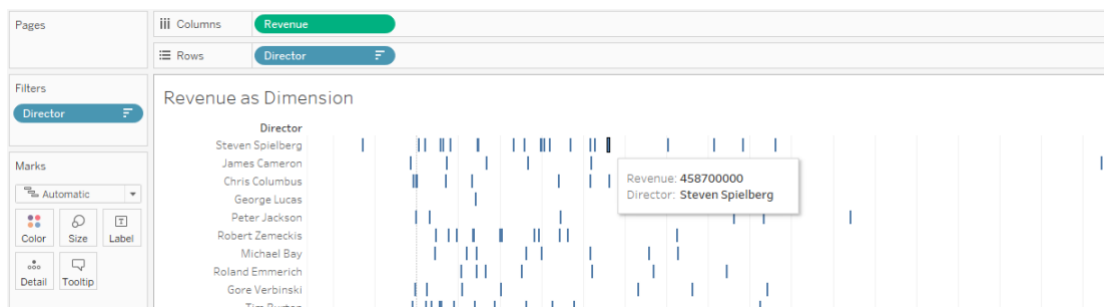 Pages
Columns
Revenue
Rows
Director
Filters
Director
Marks
Automatic
Color
Size
Label
Detail
Tooltip
Revenue as Dimension
Director
Steven Spielberg
James Cameron
Chris Columbus
George Lucas
Peter Jackson
Robert Zemeckis
Michael Bay
Roland Emmerich
Gore Verbinski
Tim Burton
Revenue: 458700000
Director: Steven Spielberg